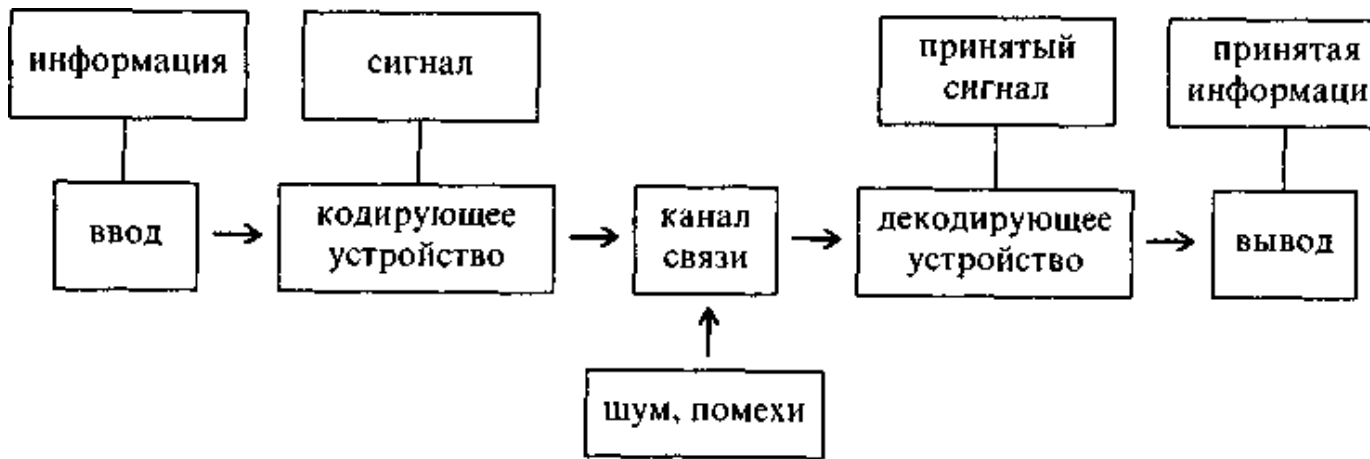 информация
сигнал
принятый
сигнал
принятая
информаци
ввод
кодирующее
устройство
канал
связи
декодирующее
устройство
вывод
шум, помехи